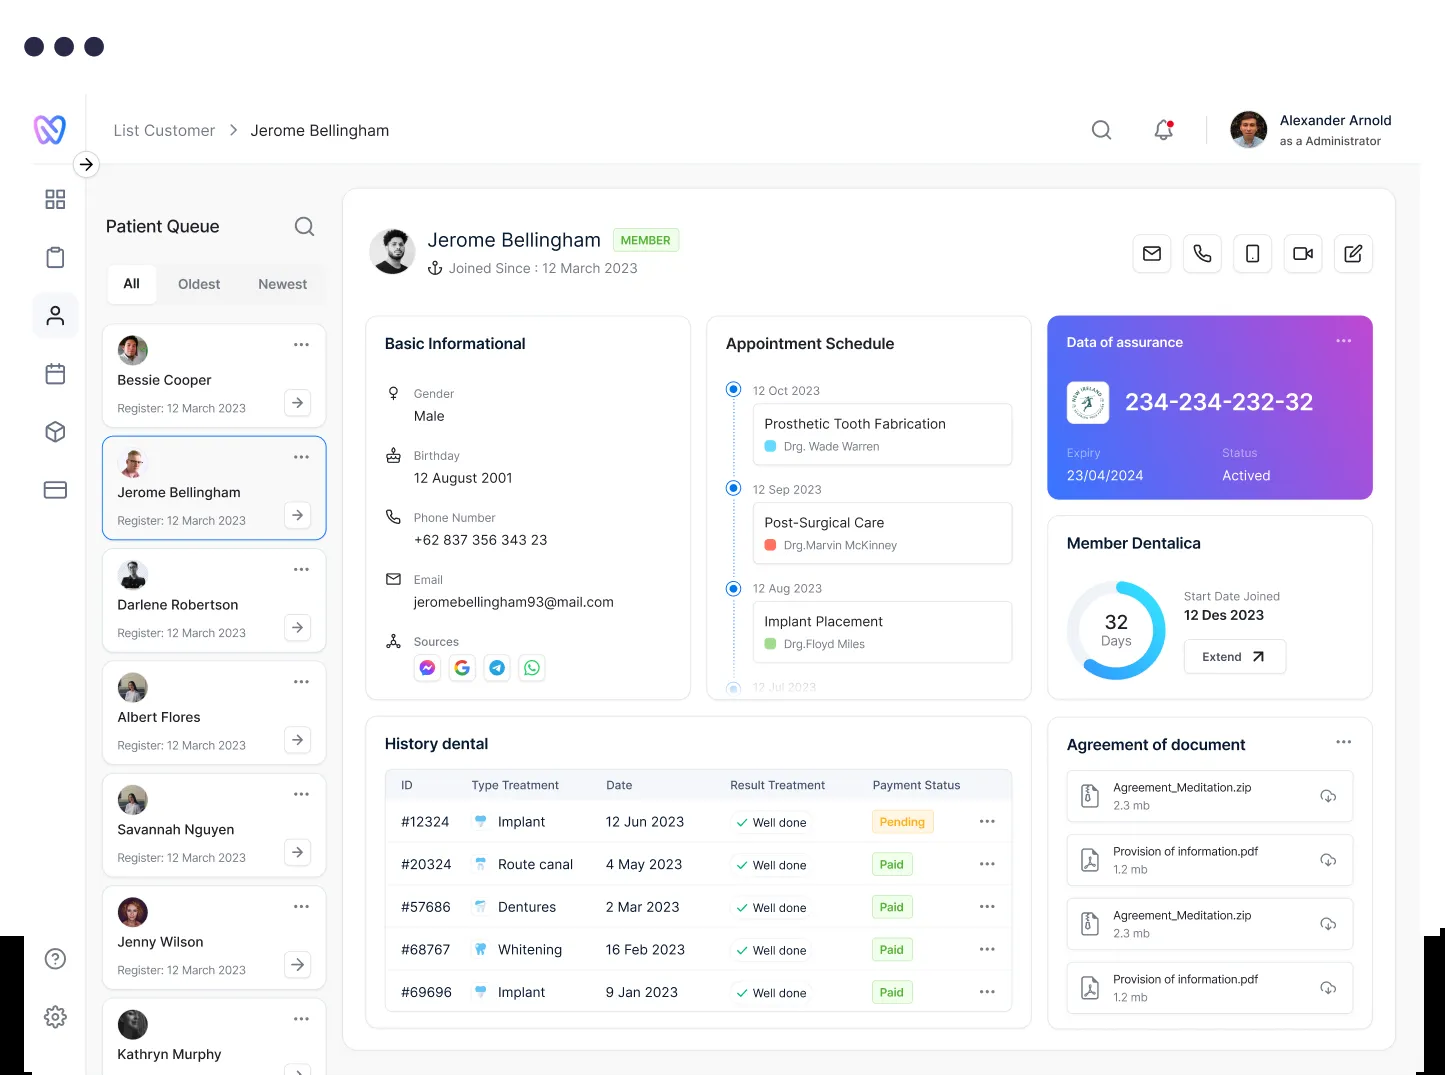 List Customer
Jerome Bellingham
Alexander Arnold
as a Administrator
Patient Queue
All
Oldest
Newest
Bessie Cooper
Register: 12 March 2023
Jerome Bellingham
Register: 12 March 2023
Darlene Robertson
Register: 12 March 2023
Albert Flores
Register: 12 March 2023
Savannah Nguyen
Register: 12 March 2023
Jenny Wilson
Register: 12 March 2023
Kathryn Murphy
Jerome Bellingham
MEMBER
Joined Since : 12 March 2023
Basic Informational
Gender
Male
Birthday
12 August 2001
Phone Number
+62 837 356 343 23
Email
jeromebellingham93@mail.com
Sources
Appointment Schedule
12 Oct 2023
Prosthetic Tooth Fabrication
Drg. Wade Warren
12 Sep 2023
Post-Surgical Care
Drg.Marvin McKinney
12 Aug 2023
Implant Placement
Drg.Floyd Miles
12 Jul 2023
Data of assurance
NEW IRELAND
234-234-232-32
Expiry
23/04/2024
Status
Actived
Member Dentalica
32
Days
Start Date Joined
12 Des 2023
Extend
History dental
ID Type Treatment Date Result Treatment Payment Status
#12324 Implant 12 Jun 2023 Well done Pending
#20324 Route canal 4 May 2023 Well done Paid
#57686 Dentures 2 Mar 2023 Well done Paid
#68767 Whitening 16 Feb 2023 Well done Paid
#69696 Implant 9 Jan 2023 Well done Paid
Agreement of document
Agreement_Meditation.zip
2.3 mb
Provision of information.pdf
1.2 mb
Agreement_Meditation.zip
2.3 mb
Provision of information.pdf
1.2 mb